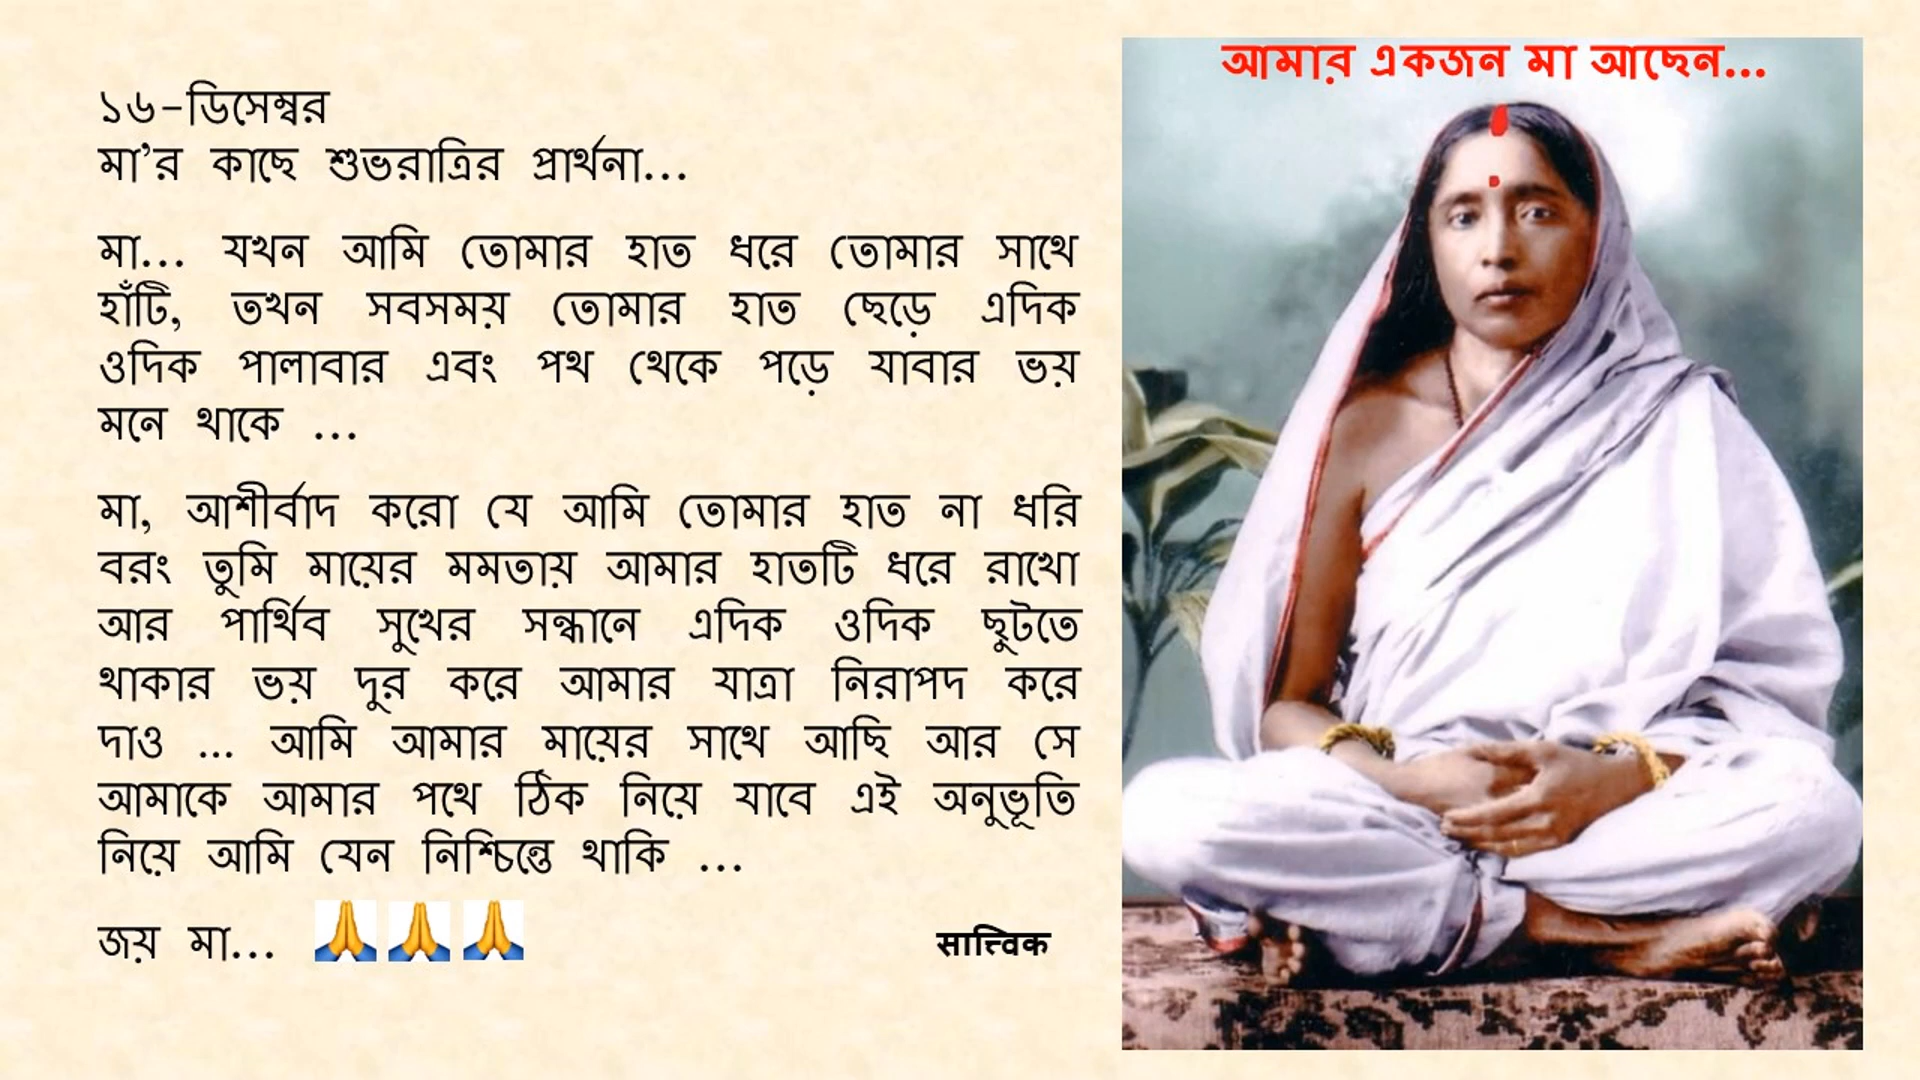 ১৬-ডিসেম্বর
মা’র কাছে শুভরাত্রির প্রার্থনা...
মা... যখন আমি তোমার হাত ধরে তোমার সাথে
হাঁটি, তখন সবসময় তোমার হাত ছেড়ে এদিক
ওদিক পালাবার এবং পথ থেকে পড়ে যাবার ভয়
মনে থাকে ...
মা, আশীর্বাদ করো যে আমি তোমার হাত না ধরি
বরং তুমি মায়ের মমতায় আমার হাতটি ধরে রাখো
আর পার্থিব সুখের সন্ধানে এদিক ওদিক ছুটতে
থাকার ভয় দুর করে আমার যাত্রা নিরাপদ করে
দাও ... আমি আমার মায়ের সাথে আছি আর সে
আমাকে আমার পথে ঠিক নিয়ে যাবে এই অনুভূতি
নিয়ে আমি যেন নিশ্চিন্তে থাকি ...
জয় মা... 🙏🙏🙏
सात्त्विक
আমার একজন মা আছেন...